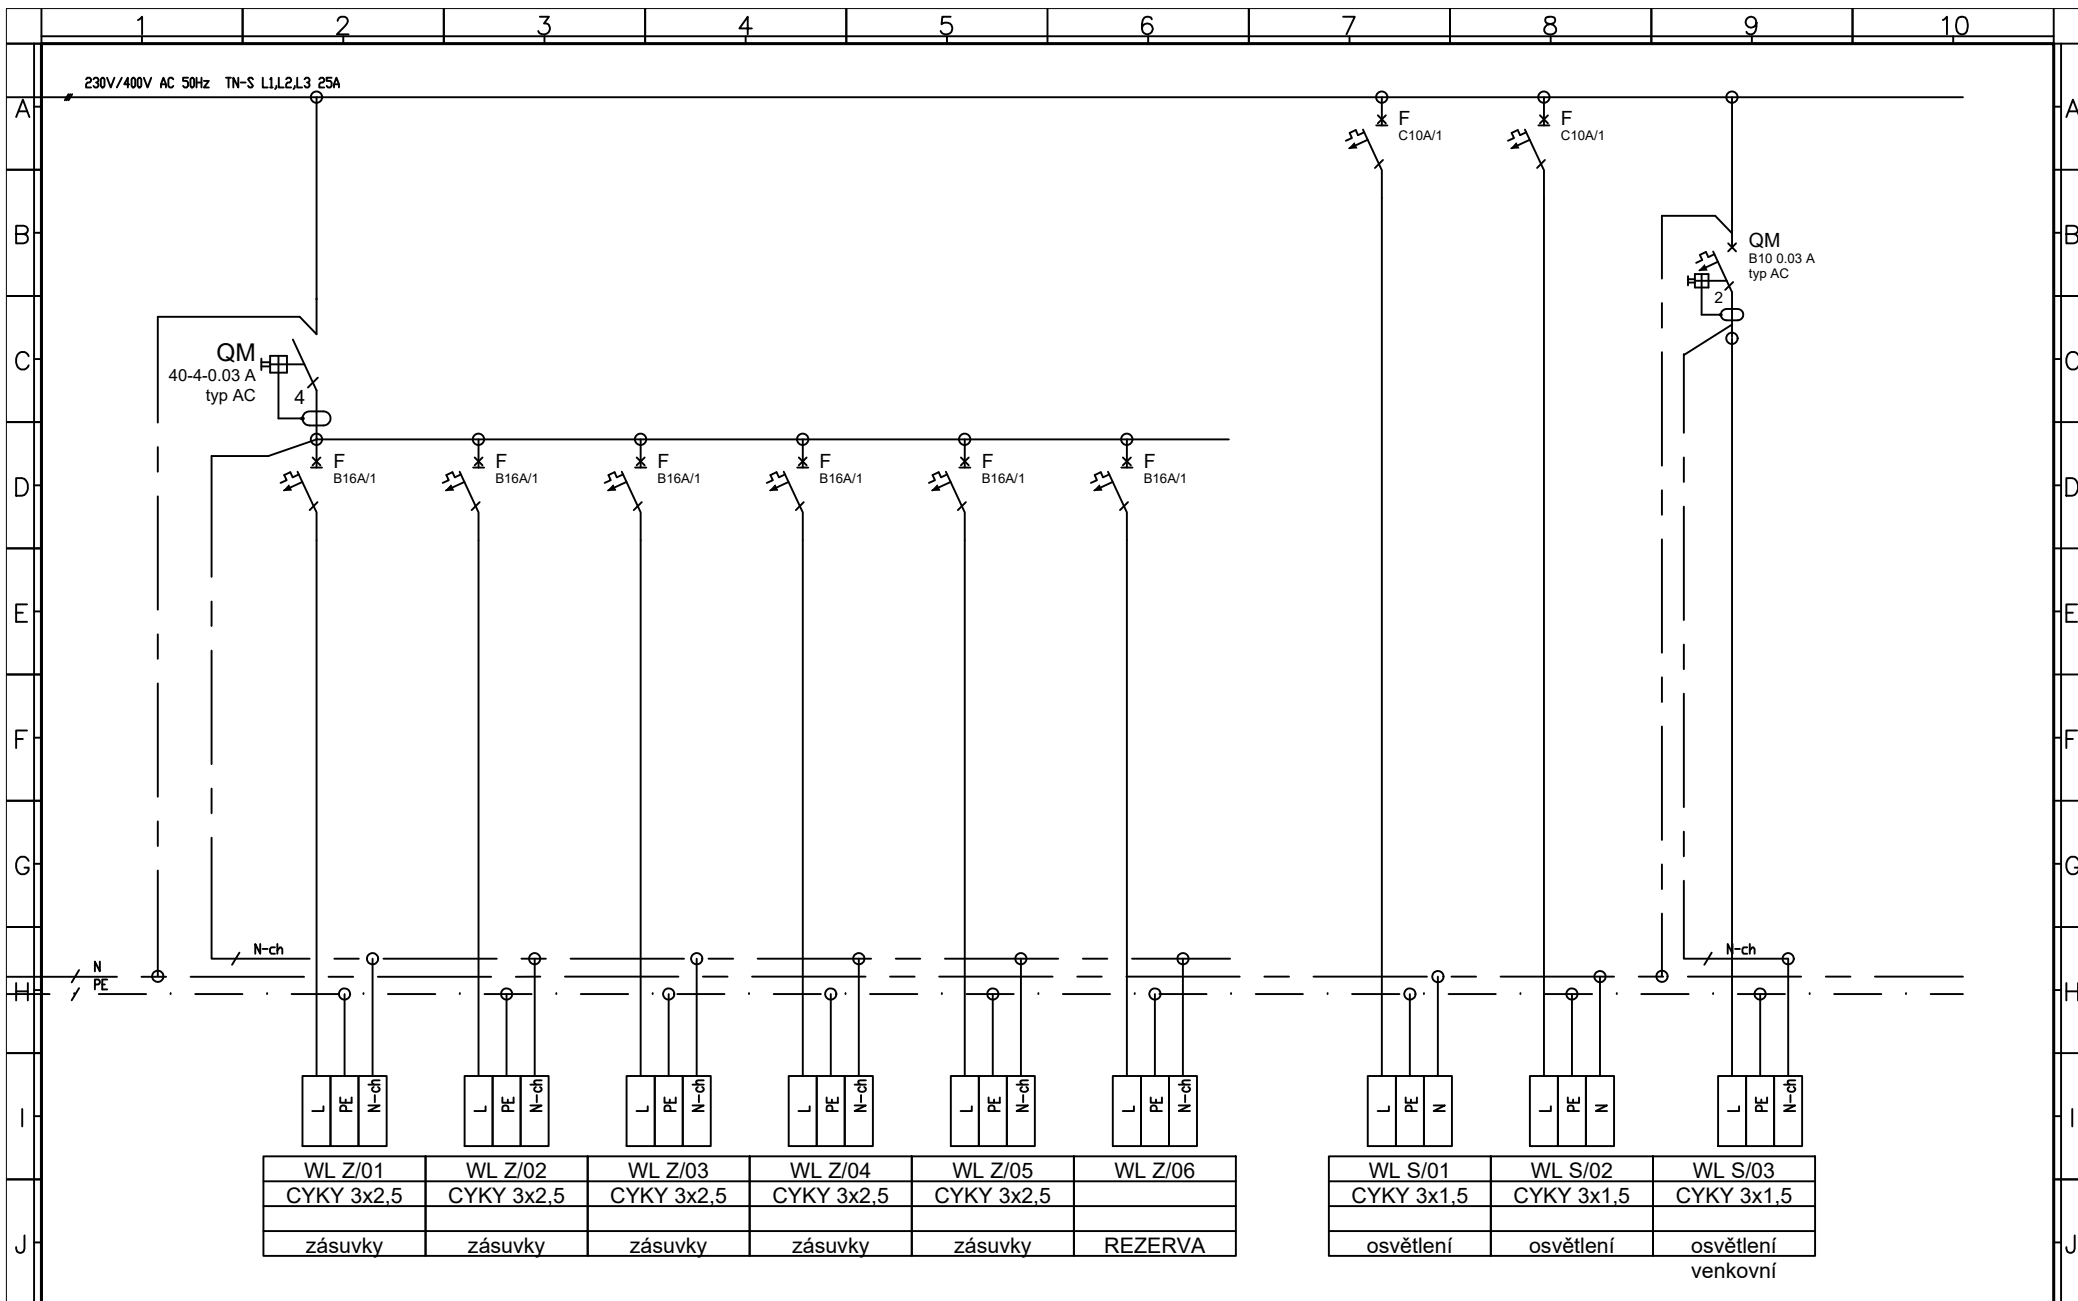 1 2 3 4 5 6 7 8 9 10
230V/400V AC 50Hz TN-S L1,L2,L3 25A
A A
F F
C10A/1 C10A/1
B B
QM
B10 0.03 A
typ AC
2
QM
40-4-0.03 A
typ AC
4
C C
F F F F F F
B16A/1 B16A/1 B16A/1 B16A/1 B16A/1 B16A/1
D D
E E
F F
G G
N-ch N-ch
N
PE
H H
L PE N-ch L PE N-ch L PE N-ch L PE N-ch L PE N-ch L PE N-ch L PE N L PE N L PE N-ch
I I
WL Z/01 WL Z/02 WL Z/03 WL Z/04 WL Z/05 WL Z/06 WL S/01 WL S/02 WL S/03
CYKY 3x2,5 CYKY 3x2,5 CYKY 3x2,5 CYKY 3x2,5 CYKY 3x2,5 CYKY 3x1,5 CYKY 3x1,5 CYKY 3x1,5
J J
zásuvky zásuvky zásuvky zásuvky zásuvky REZERVA osvětlení osvětlení osvětlení
venkovní